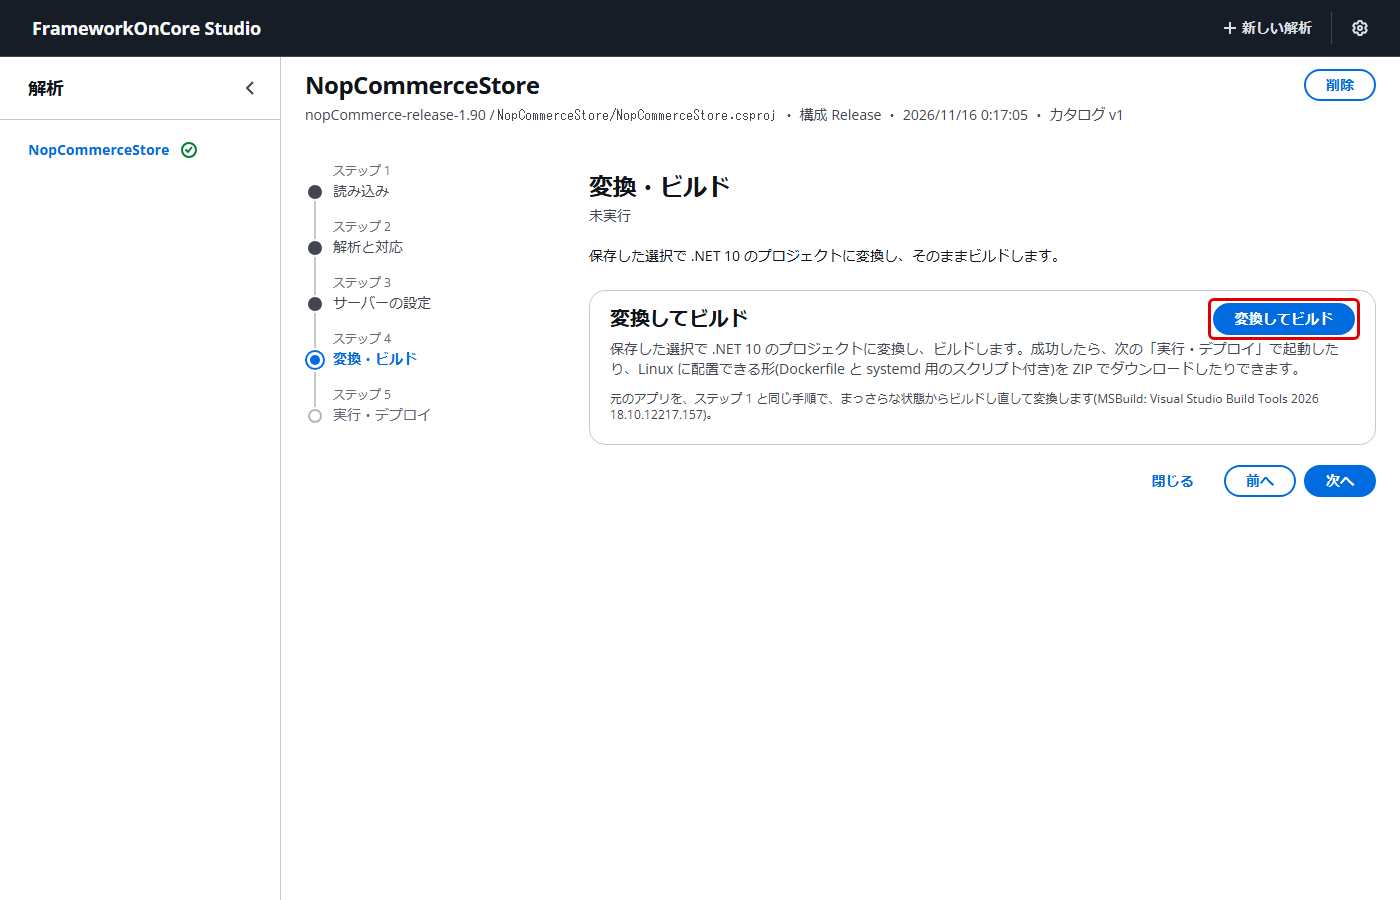 FrameworkOnCore Studio
新しい解析
解析
NopCommerceStore
NopCommerceStore
削除
nopCommerce-release-1.90 / NopCommerceStore/NopCommerceStore.csproj ・ 構成 Release ・ 2026/11/16 0:17:05 ・ カタログ v1
ステップ 1
読み込み
ステップ 2
解析と対応
ステップ 3
サーバーの設定
ステップ 4
変換・ビルド
ステップ 5
実行・デプロイ
変換・ビルド
未実行
保存した選択で .NET 10 のプロジェクトに変換し、そのままビルドします。
変換してビルド
変換してビルド
保存した選択で .NET 10 のプロジェクトに変換し、ビルドします。成功したら、次の「実行・デプロイ」で起動した
り、Linux に配置できる形(Dockerfile と systemd 用のスクリプト付き)を ZIP でダウンロードしたりできます。
元のアプリを、ステップ 1 と同じ手順で、まっさらな状態からビルドし直して変換します(MSBuild: Visual Studio Build Tools 2026
18.10.12217.157)。
閉じる
前へ
次へ